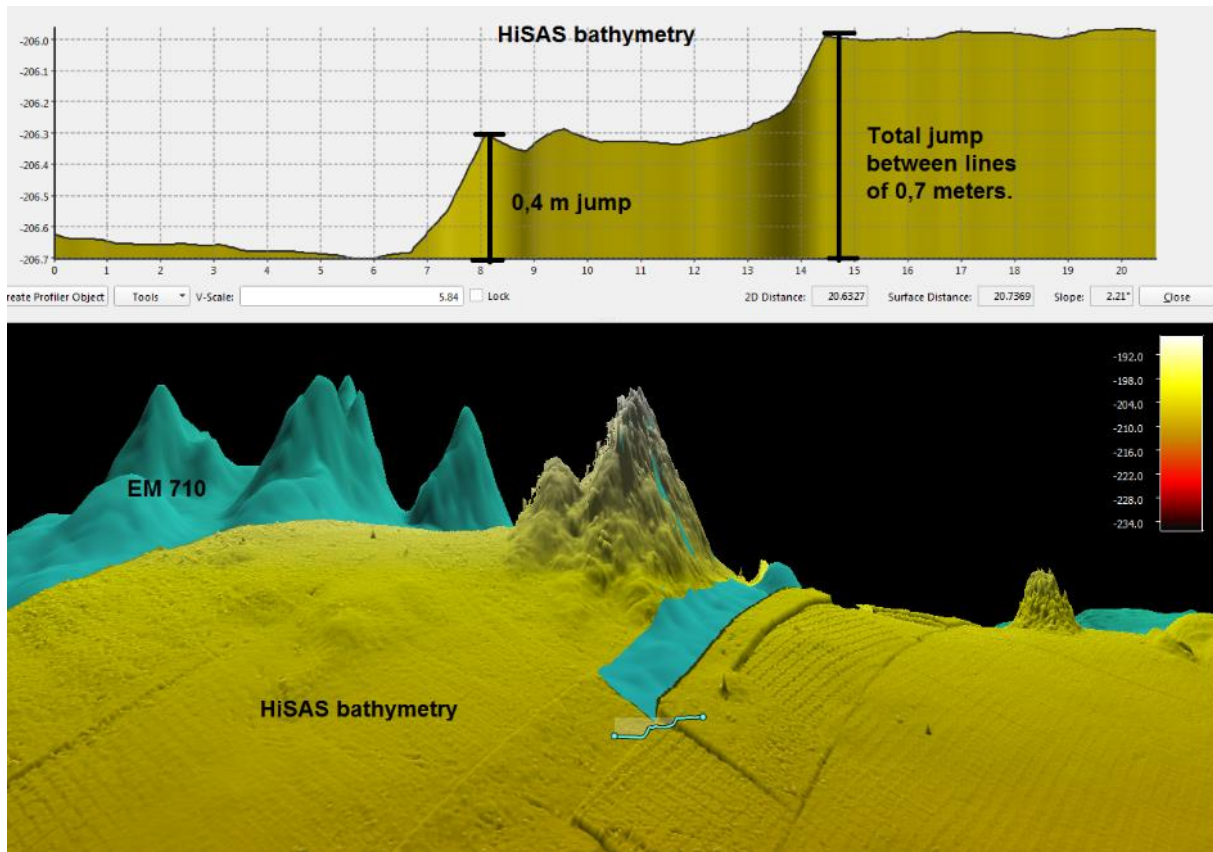 HiSAS bathymetry
-206.0
-206.1
-206.2
-206.3
-206.4
-206.5
-206.6
-206.7
0,4 m jump
Total jump
between lines
of 0,7 meters.
0 1 2 3 4 5 6 7 8 9 10 11 12 13 14 15 16 17 18 19 20
reate Profiler Object Tools V-Scale: 5.84 Lock 2D Distance: 20.6327 Surface Distance: 20.7369 Slope: 2.21° Close
-192.0
-198.0
-204.0
-210.0
-216.0
-222.0
-228.0
-234.0
EM 710
HiSAS bathymetry